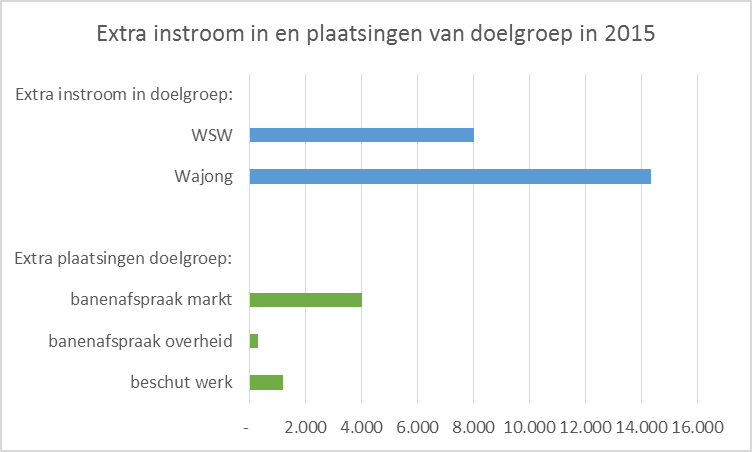 Extra instroom in en plaatsingen van doelgroep in 2015
Extra instroom in doelgroep:
WSW
Wajong
Extra plaatsingen doelgroep:
banenafspraak markt
banenafspraak overheid
beschut werk
- 2.000 4.000 6.000 8.000 10.000 12.000 14.000 16.000